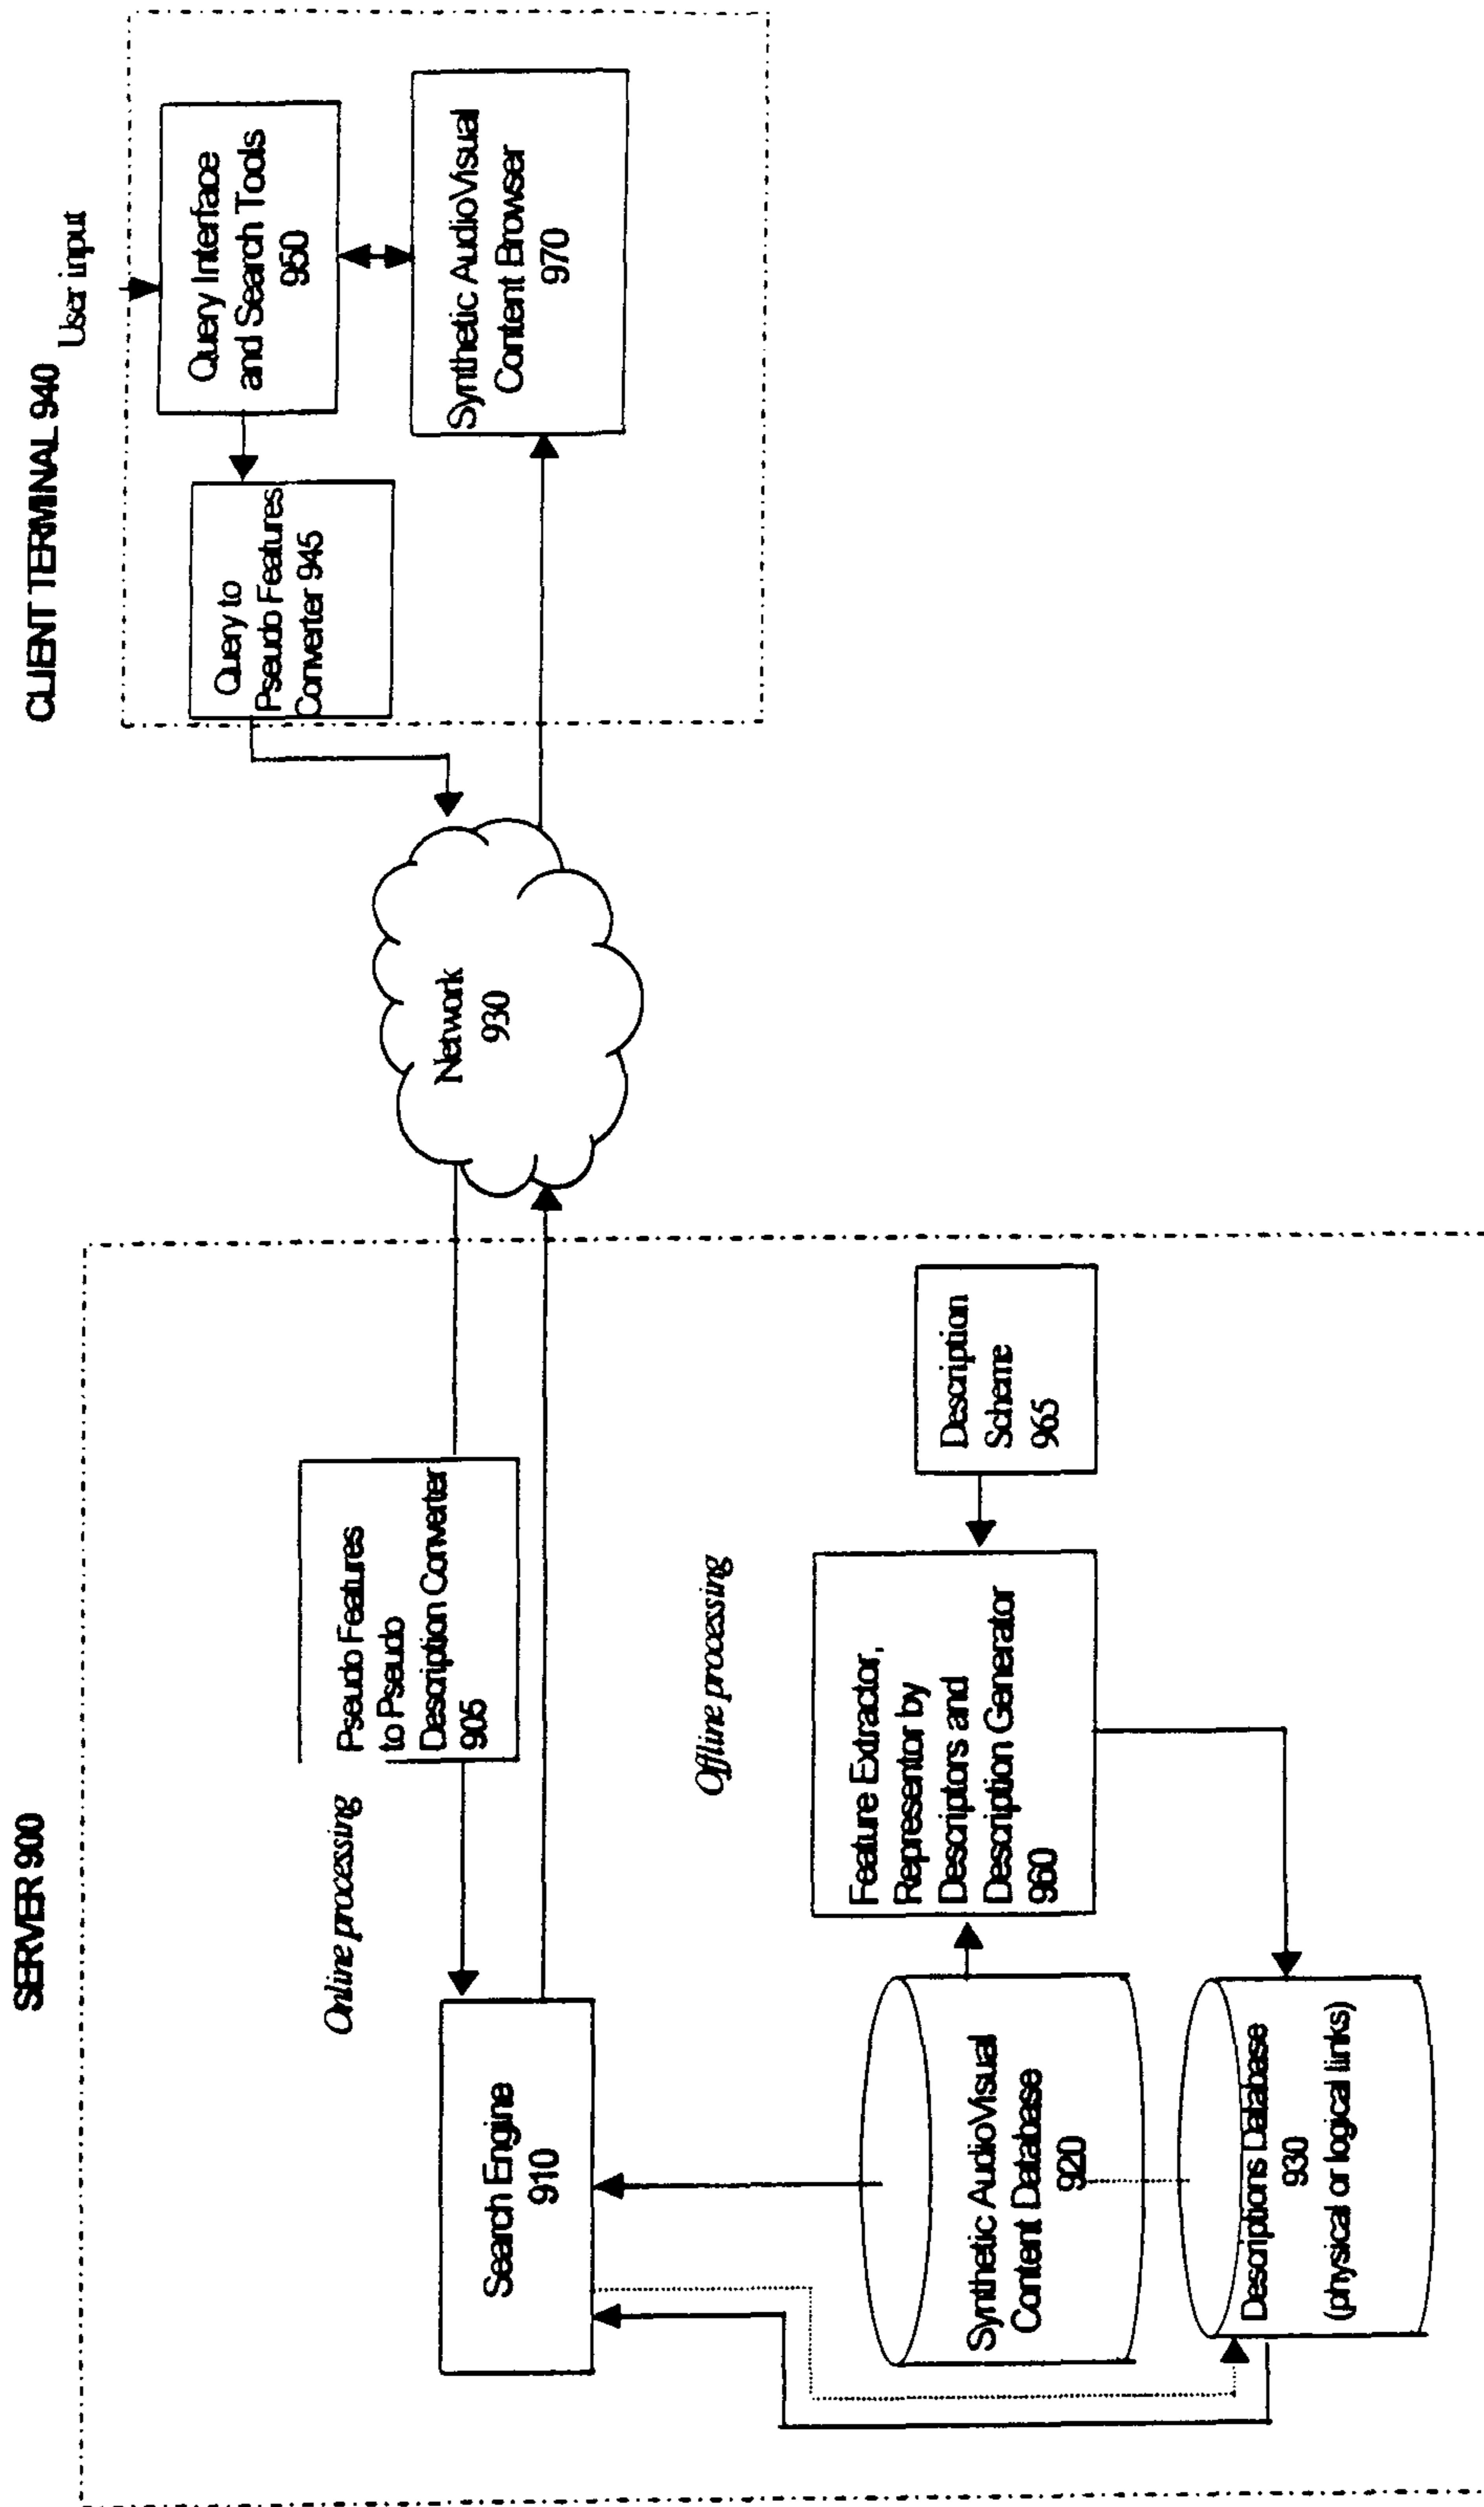 SERVER 900
CLIENT TERMINAL 940
User input
Online processing
Pseudo Features
to Pseudo
Description Converter
905
Search Engine
910
Network
930
Query to
Pseudo Features
Converter 945
Query Interface
and Search Tools
950
Synthetic AudioVisual
Content Browser
970
Offline processing
Feature Extractor,
Representor by
Descriptors and
Description Generator
960
Description
Scheme
965
Synthetic AudioVisual
Content Database
920
Descriptions Database
930
(physical or logical links)